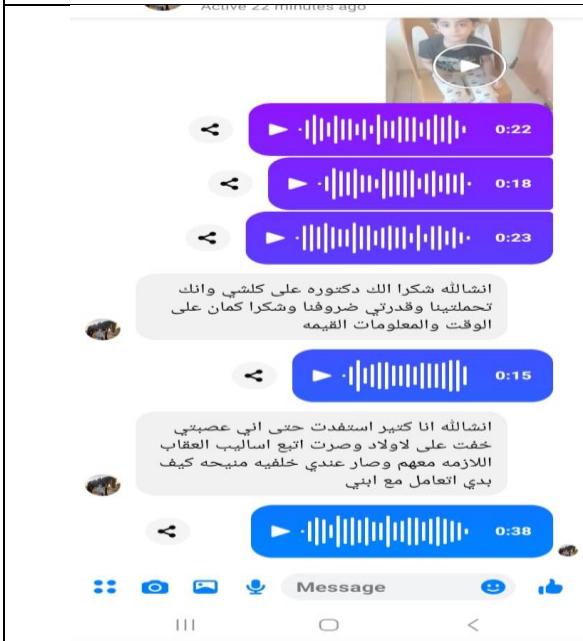 Active 22 minutes ago
0:22
0:18
0:23
انشالله شكرا الك دكتوره على كلشي وانك
تحملتينا وقدرتي ضروفنا وشكرا كمان على
الوقت والمعلومات القيمه
0:15
انشالله انا كتير استفدت حتى اني عصبتي
خفت على لاولاد وصرت اتبع اساليب العقاب
اللازمه معهم وصار عندي خلفيه منيحه كيف
بدي اتعامل مع ابني
0:38
Message